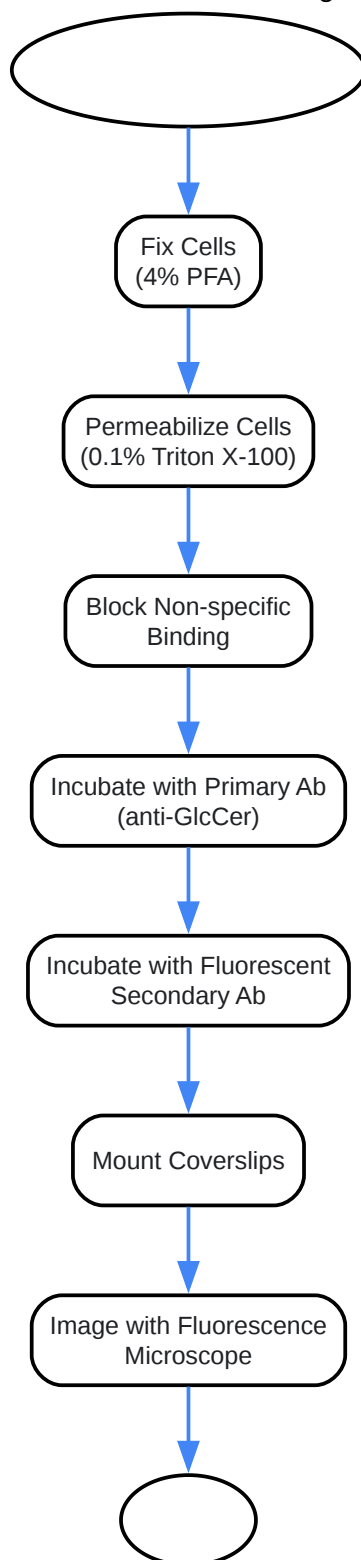 Fix Cells
(4% PFA)
Permeabilize Cells
(0.1% Triton X-100)
Block Non-specific
Binding
Incubate with Primary Ab
(anti-GlcCer)
Incubate with Fluorescent
Secondary Ab
Mount Coverslips
Image with Fluorescence
Microscope